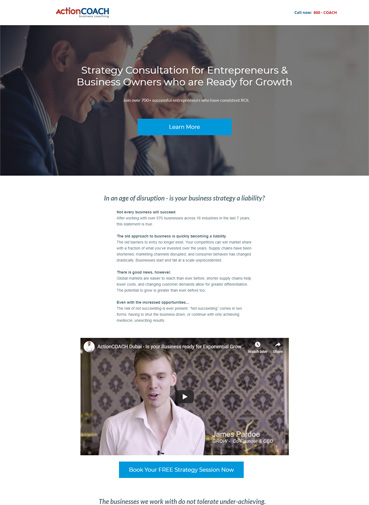 ActionCOACH
business coaching
Call now: 800 - COACH
Strategy Consultation for Entrepreneurs &
Business Owners who are Ready for Growth
Join over 700+ successful entrepreneurs who have consistent ROI.
Learn More
In an age of disruption - is your business strategy a liability?
Not every business will succeed
After working with over 570 businesses across 16 industries in the last 7 years,
this statement is true.
The old approach to business is quickly becoming a liability.
The old barriers to entry no longer exist. Your competitors can win market share
with a fraction of what you've invested over the years. Supply chains have been
shortened, marketing channels disrupted, and consumer behavior has changed
drastically. Businesses start and fail at a scale unprecedented.
There is good news, however.
Global markets are easier to reach than ever before, shorter supply chains help
lower costs, and changing customer demands allow for greater differentiation.
The potential to grow is greater than ever before too.
Even with the increased opportunities...
The risk of not succeeding is ever present. 'Not succeeding' comes in two
forms: having to shut the business down, or continue with only achieving
mediocre, unexciting results.
ActionCOACH Dubai - Is your Business ready for Exponential Grow...
Watch later
Share
James Pardoe
Book Your FREE Strategy Session Now
The businesses we work with do not tolerate under-achieving.